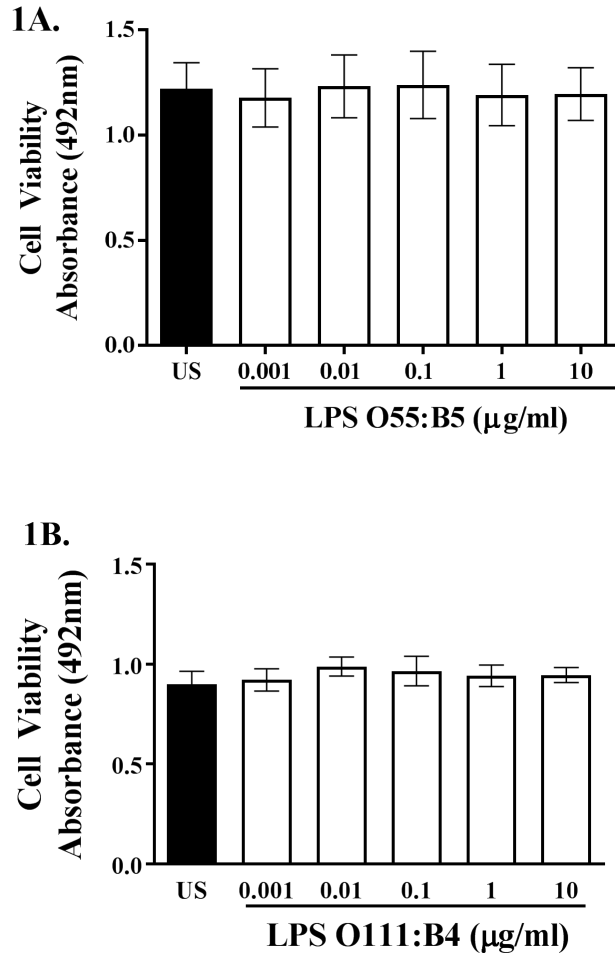 1A.
Cell Viability
Absorbance (492nm)
1.5
1.0
0.5
0.0
US 0.001 0.01 0.1 1 10
LPS O55:B5 (μg/ml)
1B.
Cell Viability
Absorbance (492nm)
1.5
1.0
0.5
0.0
US 0.001 0.01 0.1 1 10
LPS O111:B4 (μg/ml)